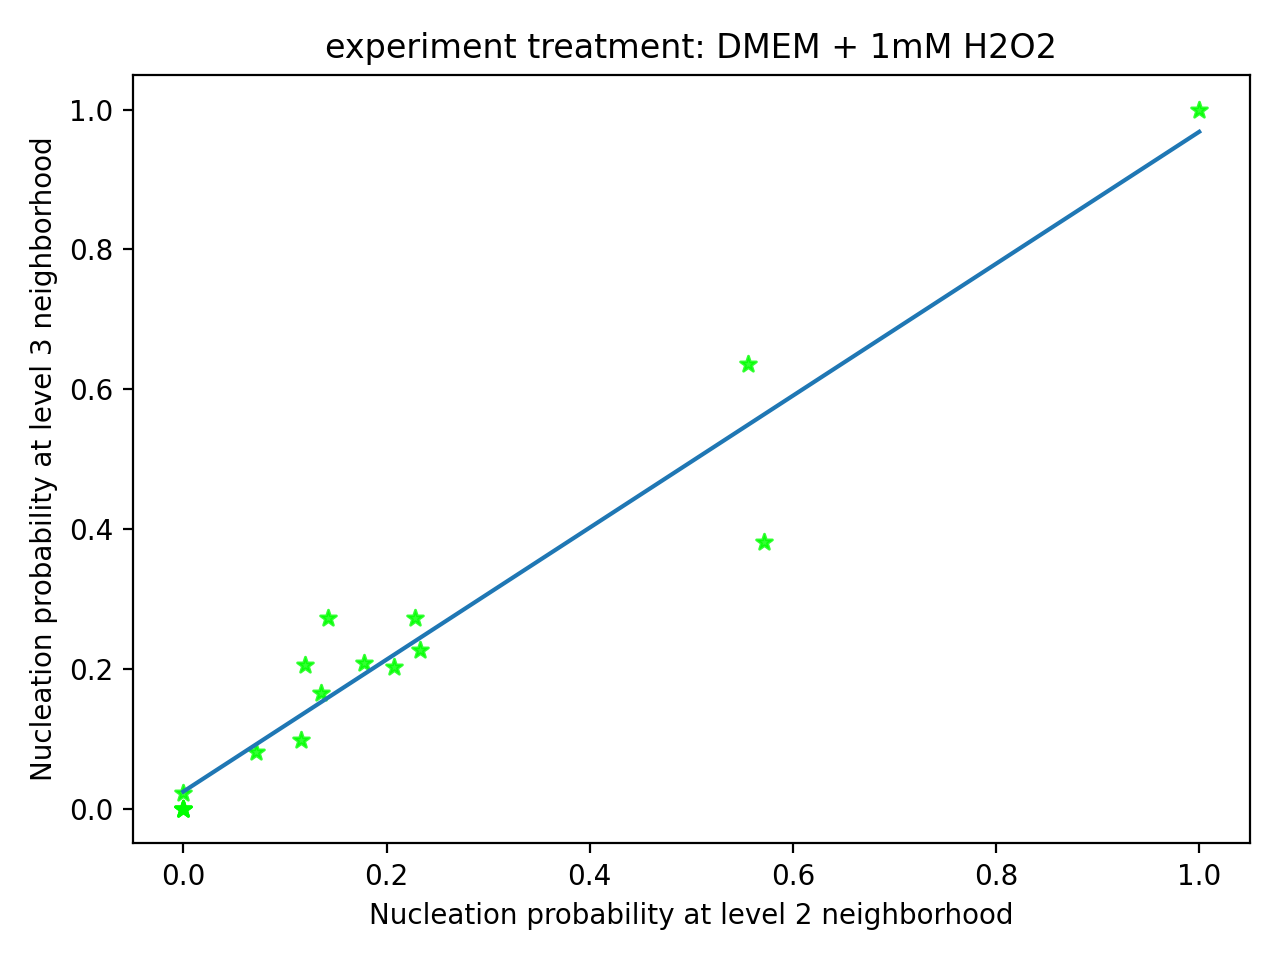 experiment treatment: DMEM + 1mM H2O2
Nucleation probability at level 3 neighborhood
1.0
0.8
0.6
0.4
0.2
0.0
0.0 0.2 0.4 0.6 0.8 1.0
Nucleation probability at level 2 neighborhood